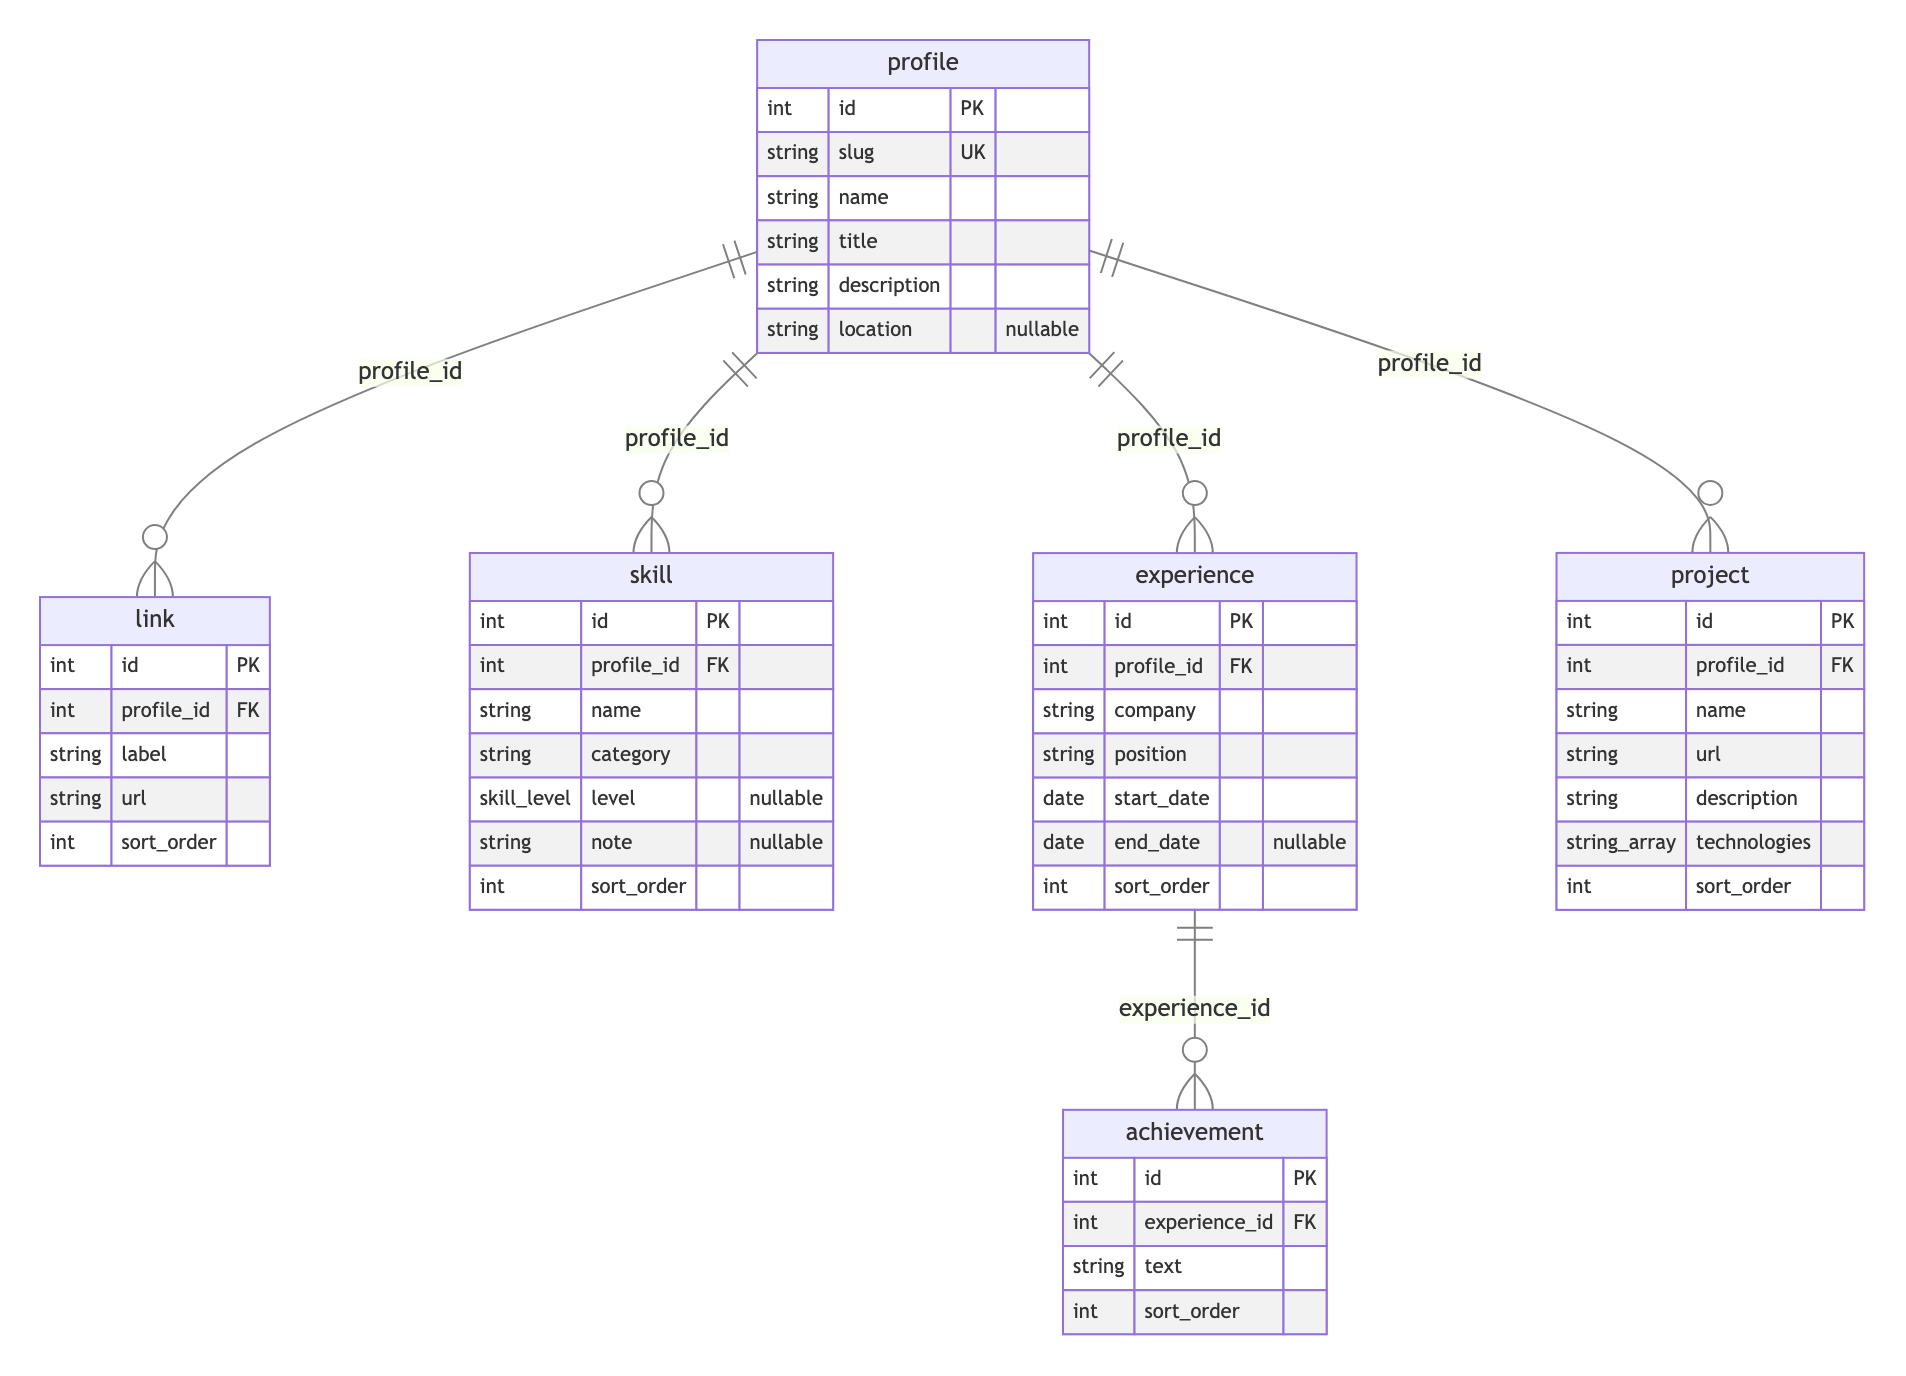 profile
int id PK
string slug UK
string name
string title
string description
string location nullable
profile_id
profile_id
profile_id
profile_id
link
int id PK
int profile_id FK
string label
string url
int sort_order
skill
int id PK
int profile_id FK
string name
string category
skill_level level nullable
string note nullable
int sort_order
experience
int id PK
int profile_id FK
string company
string position
date start_date
date end_date nullable
int sort_order
project
int id PK
int profile_id FK
string name
string url
string description
string_array technologies
int sort_order
experience_id
achievement
int id PK
int experience_id FK
string text
int sort_order